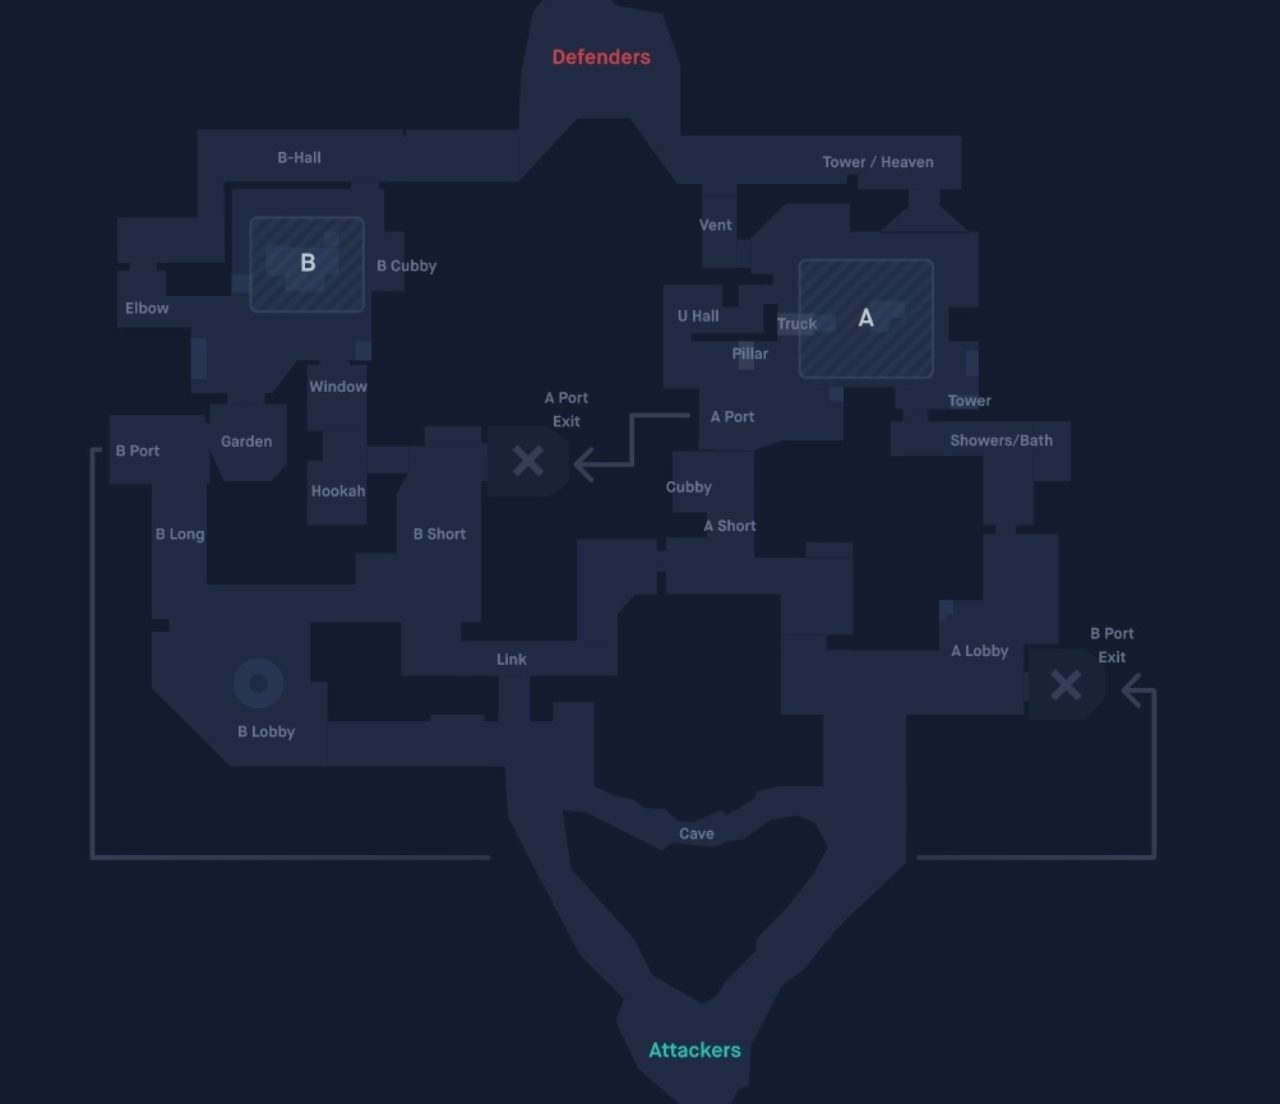 Defenders
B-Hall
Tower / Heaven
Vent
B
B Cubby
Elbow
U Hall
Truck
A
Pillar
Window
A Port
Exit
Tower
A Port
B Port
Garden
Showers/Bath
Hookah
Cubby
B Long
B Short
A Short
B Port
Exit
Link
A Lobby
B Lobby
Cave
Attackers